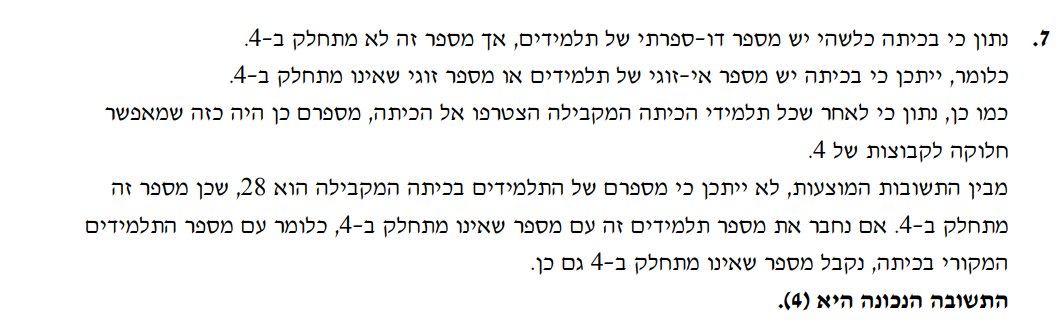 7. נתון כי בכיתה כלשהי יש מספר דו-ספרתי של תלמידים, אך מספר זה לא מתחלק ב-4.
כלומר, ייתכן כי בכיתה יש מספר אי-זוגי של תלמידים או מספר זוגי שאינו מתחלק ב-4.
כמו כן, נתון כי לאחר שכל תלמידי הכיתה המקבילה הצטרפו אל הכיתה, מספרם כן היה כזה שמאפשר
חלוקה לקבוצות של 4.
מבין התשובות המוצעות, לא ייתכן כי מספרם של התלמידים בכיתה המקבילה הוא 28, שכן מספר זה
מתחלק ב-4. אם נחבר את מספר תלמידים זה עם מספר שאינו מתחלק ב-4, כלומר עם מספר התלמידים
המקורי בכיתה, נקבל מספר שאינו מתחלק ב-4 גם כן.
התשובה הנכונה היא (4).